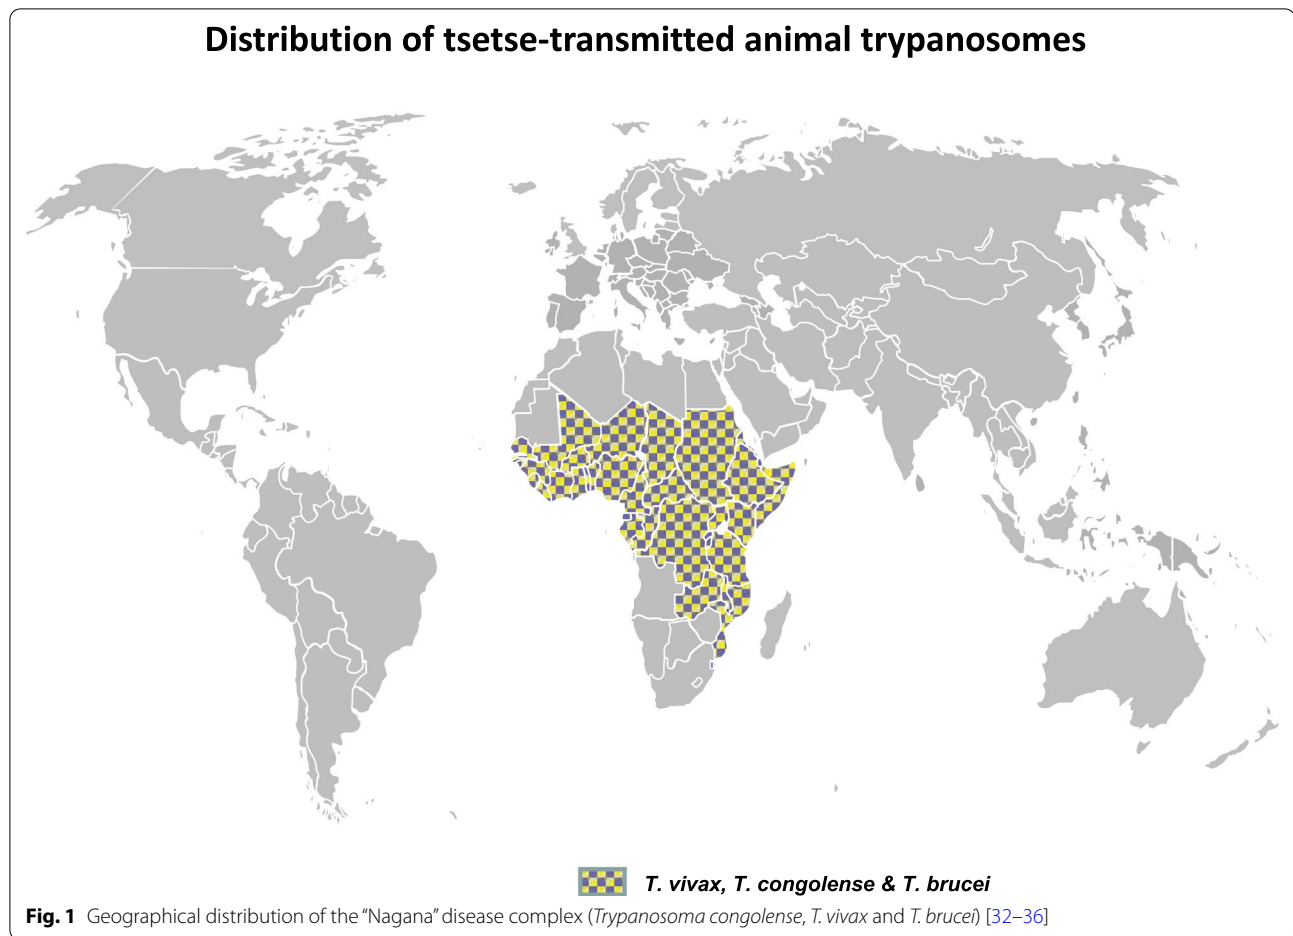 Distribution of tsetse-transmitted animal trypanosomes
T. vivax, T. congolense & T. brucei
Fig. 1 Geographical distribution of the “Nagana” disease complex (Trypanosoma congolense, T. vivax and T. brucei) [32–36]